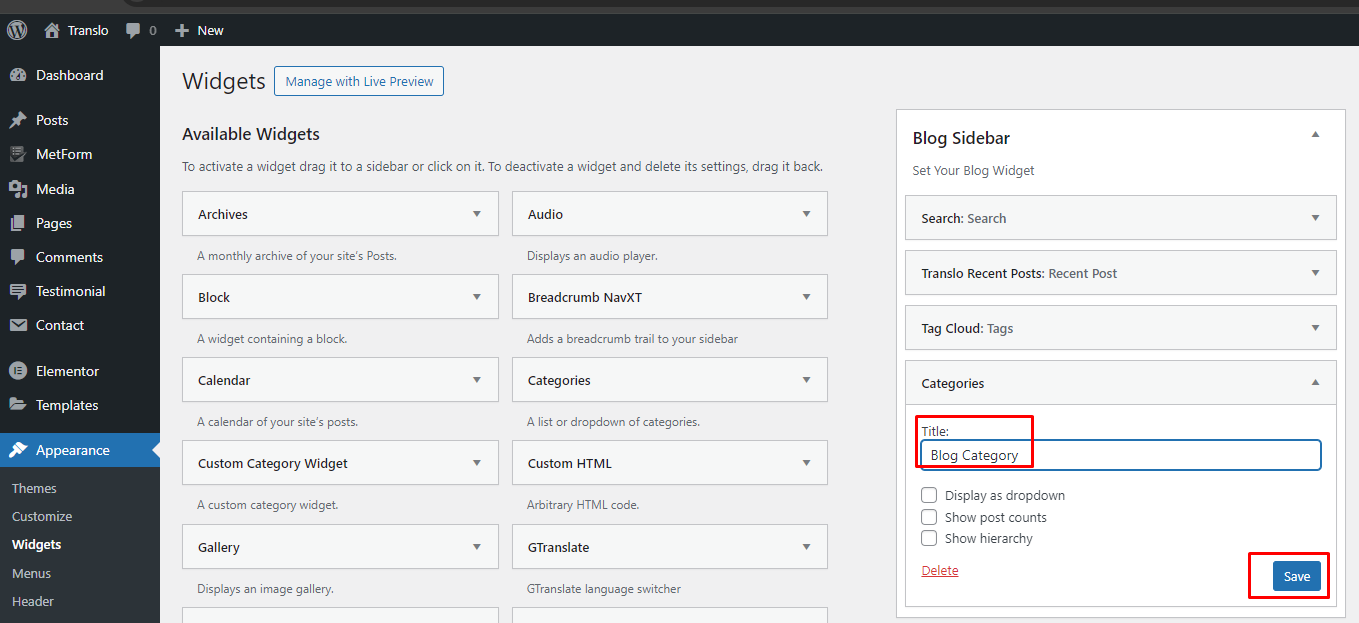 Translo 0 New
Dashboard
Posts
MetForm
Media
Pages
Comments
Testimonial
Contact
Elementor
Templates
Appearance
Themes
Customize
Widgets
Menus
Header
Widgets Manage with Live Preview
Available Widgets
To activate a widget drag it to a sidebar or click on it. To deactivate a widget and delete its settings, drag it back.
Archives
A monthly archive of your site's Posts.
Audio
Displays an audio player.
Block
A widget containing a block.
Breadcrumb NavXT
Adds a breadcrumb trail to your sidebar
Calendar
A calendar of your site's posts.
Categories
A list or dropdown of categories.
Custom Category Widget
A custom category widget.
Custom HTML
Arbitrary HTML code.
Gallery
Displays an image gallery.
GTranslate
GTranslate language switcher
Blog Sidebar
Set Your Blog Widget
Search: Search
Translo Recent Posts: Recent Post
Tag Cloud: Tags
Categories
Title:
Blog Category
Display as dropdown
Show post counts
Show hierarchy
Delete
Save